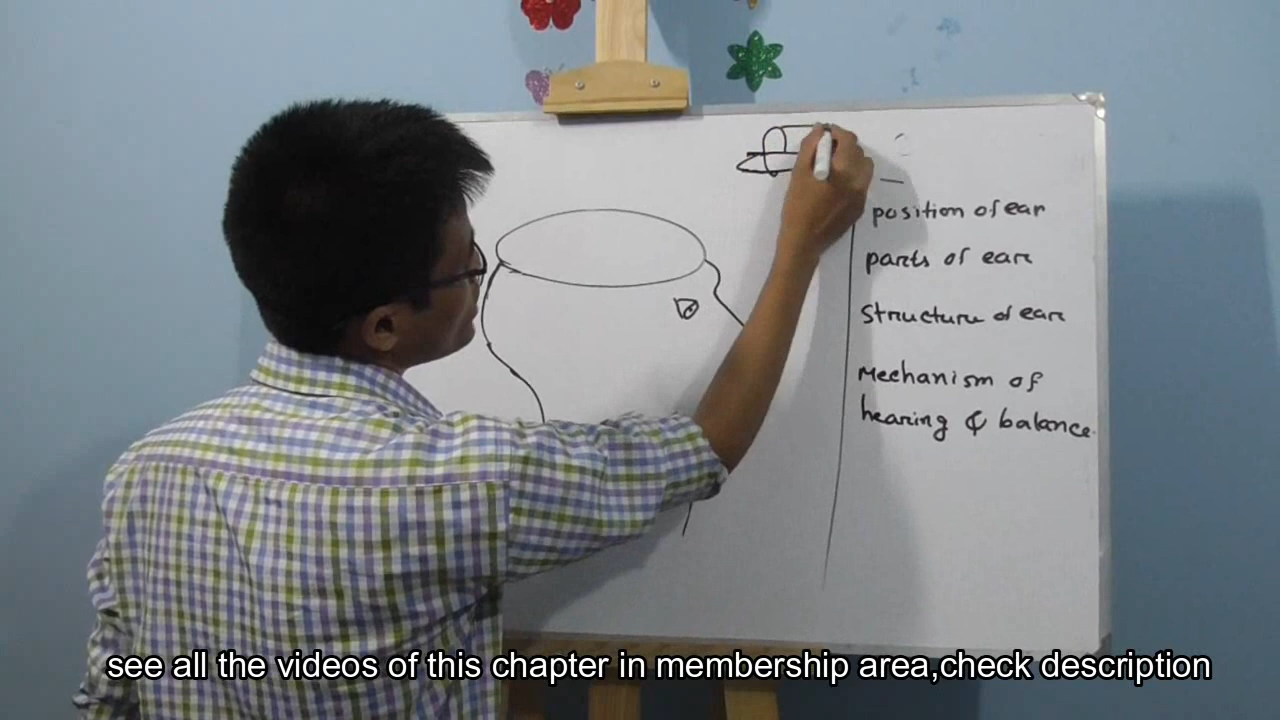 position of ear
parts of ear
structure of ear
Mechanism of
hearing & balance.
see all the videos of this chapter in membership area,check description